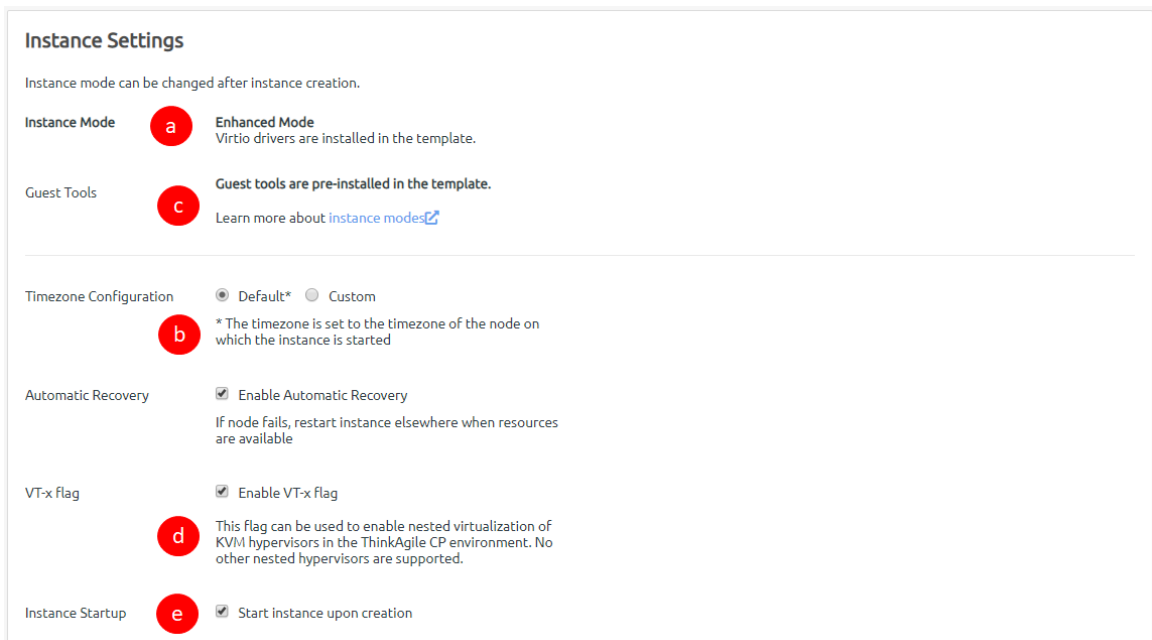 Instance Settings
Instance mode can be changed after instance creation.
Instance Mode a Enhanced Mode
Virtio drivers are installed in the template.
Guest Tools c Guest tools are pre-installed in the template.
Learn more about instance modes
Timezone Configuration Default* Custom
b * The timezone is set to the timezone of the node on
which the instance is started
Automatic Recovery Enable Automatic Recovery
If node fails, restart instance elsewhere when resources
are available
VT-x flag Enable VT-x flag
d This flag can be used to enable nested virtualization of
KVM hypervisors in the ThinkAgile CP environment. No
other nested hypervisors are supported.
Instance Startup e Start instance upon creation